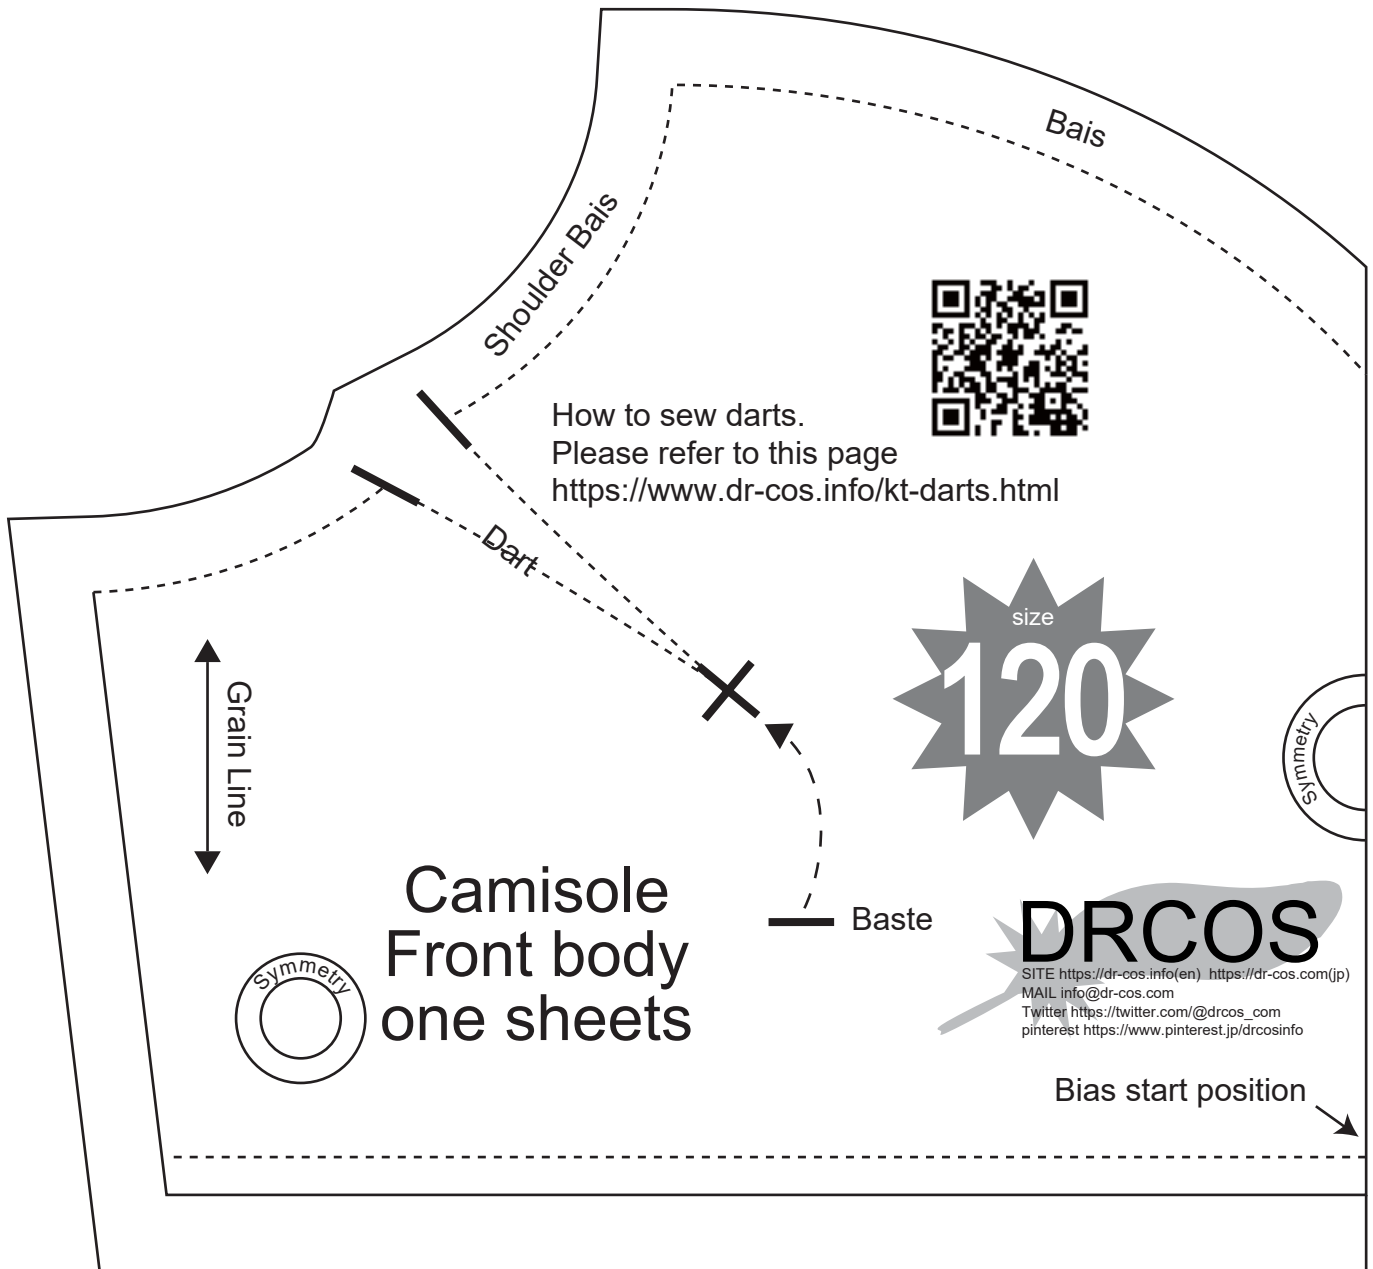 Bais
Shoulder Bais
How to sew darts.
Please refer to this page
https://www.dr-cos.info/kt-darts.html
Dart
size
120
Grain Line
Symmetry
Camisole
Front body
one sheets
Symmetry
Baste
DRCOS
SITE https://dr-cos.info(en) https://dr-cos.com(jp)
MAIL info@dr-cos.com
Twitter https://twitter.com/@drcos_com
pinterest https://www.pinterest.jp/drcosinfo
Bias start position